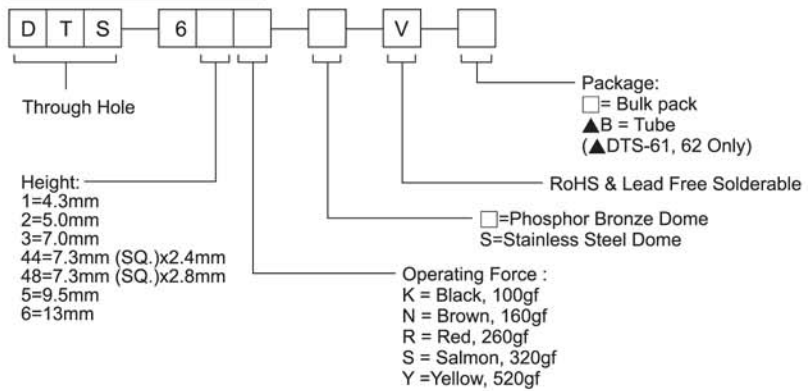 D T S 6 V
Through Hole
Height:
1=4.3mm
2=5.0mm
3=7.0mm
44=7.3mm (SQ.)x2.4mm
48=7.3mm (SQ.)x2.8mm
5=9.5mm
6=13mm
Operating Force :
K = Black, 100gf
N = Brown, 160gf
R = Red, 260gf
S = Salmon, 320gf
Y =Yellow, 520gf
□=Phosphor Bronze Dome
S=Stainless Steel Dome
RoHS & Lead Free Solderable
Package:
□= Bulk pack
▲B = Tube
(▲DTS-61, 62 Only)